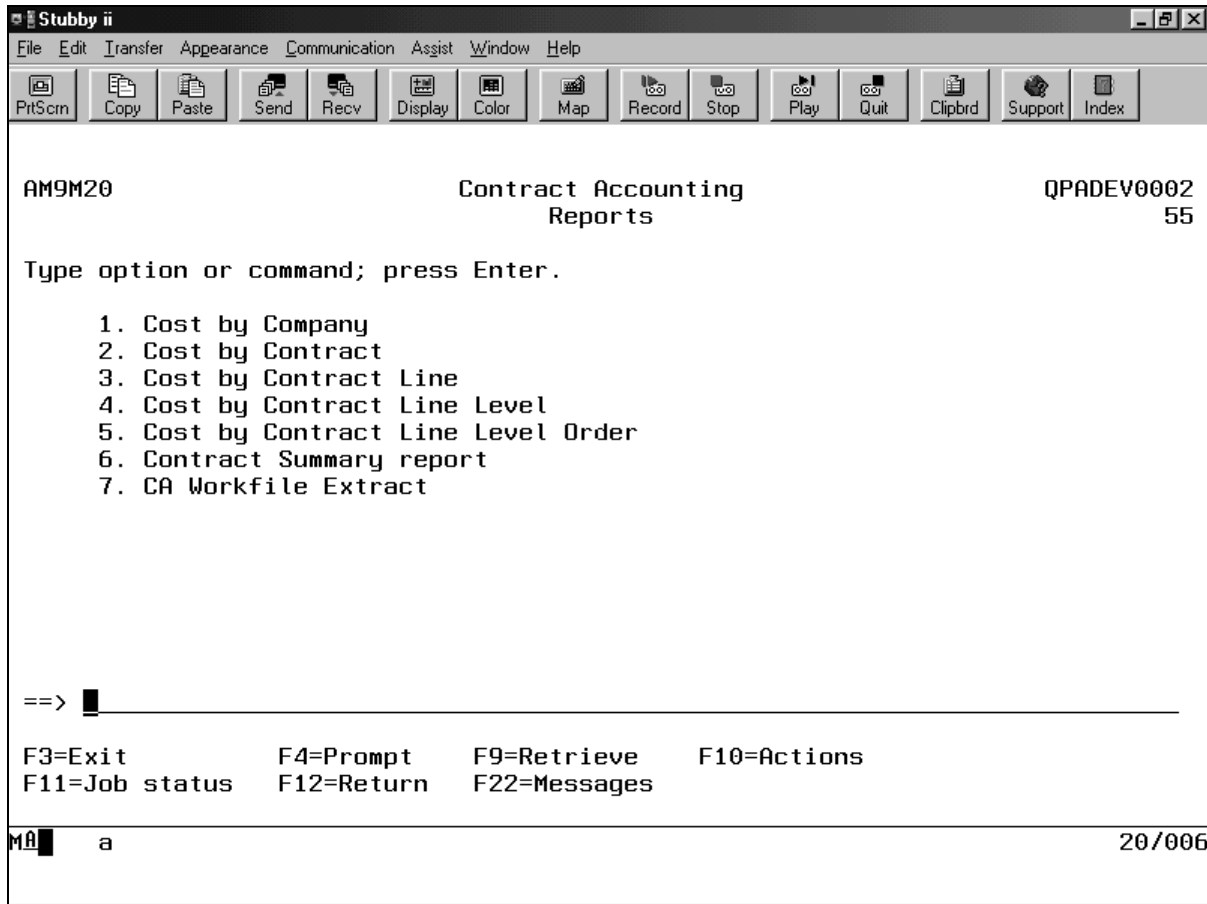 Stubby ii
File Edit Transfer Appearance Communication Assist Window Help
PrtScrn Copy Paste Send Recv Display Color Map Record Stop Play Quit Clipbrd Support Index
AM9M20 Contract Accounting QPADEV0002
Reports 55
Type option or command; press Enter.
1. Cost by Company
2. Cost by Contract
3. Cost by Contract Line
4. Cost by Contract Line Level
5. Cost by Contract Line Level Order
6. Contract Summary report
7. CA Workfile Extract
==>
F3=Exit F4=Prompt F9=Retrieve F10=Actions
F11=Job status F12=Return F22=Messages
MA a 20/006